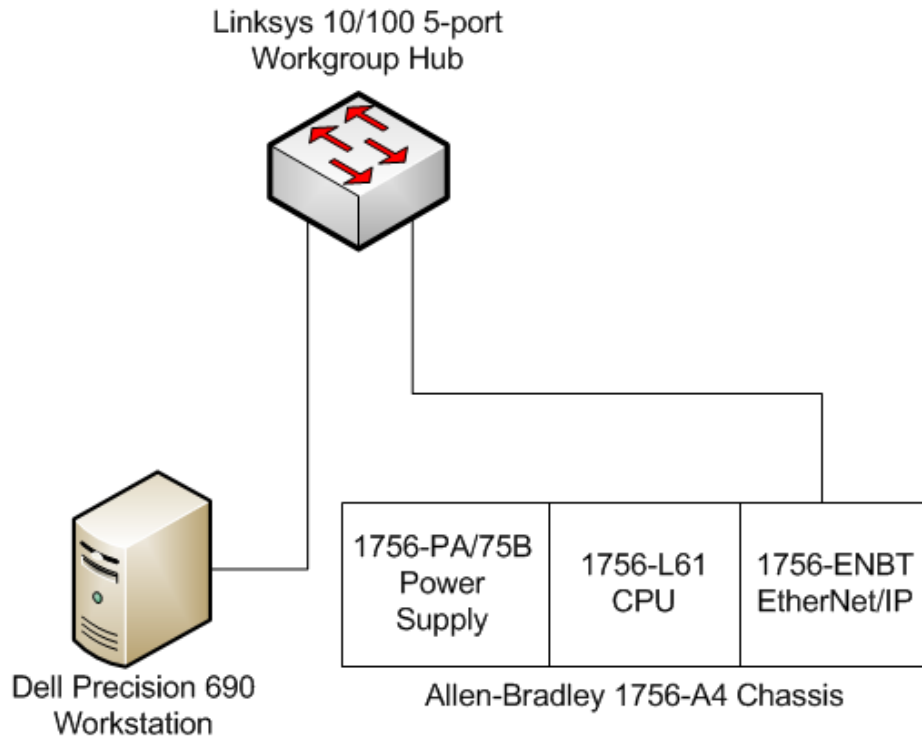 Linksys 10/100 5-port
Workgroup Hub
1756-PA/75B
Power
Supply
1756-L61
CPU
1756-ENBT
EtherNet/IP
Dell Precision 690
Workstation
Allen-Bradley 1756-A4 Chassis